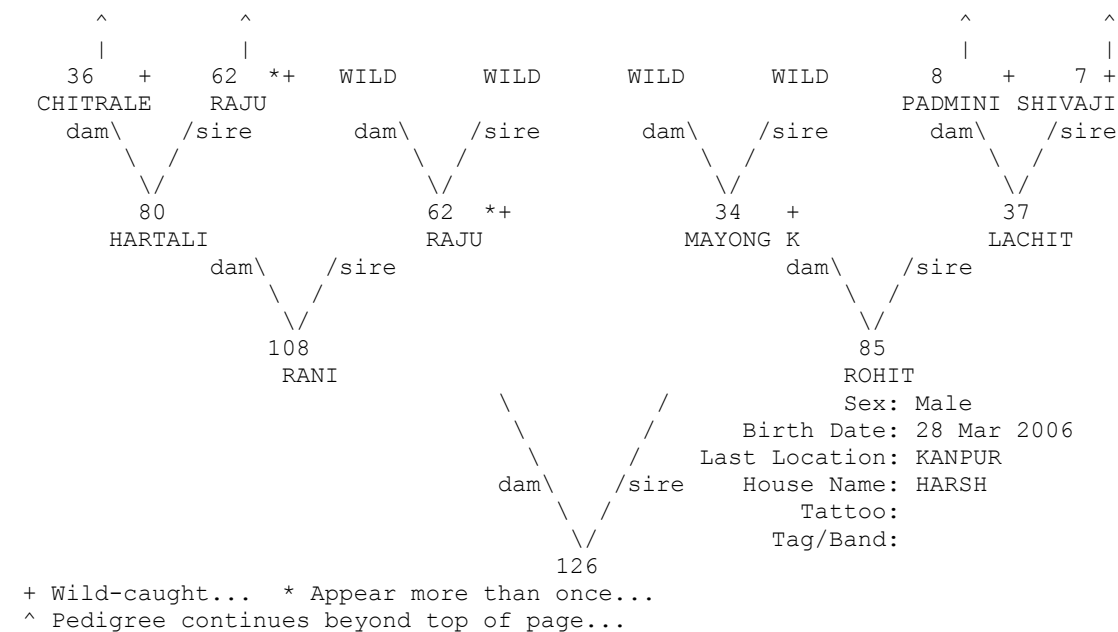 ^ ^ ^ ^
| | | |
36 + 62 *+ WILD WILD WILD WILD 8 + 7 +
CHITRALE RAJU PADMINI SHIVAJI
dam\ /sire dam\ /sire dam\ /sire dam\ /sire
\ / \ / \ / \ /
\/ \/ \/ \/
80 62 *+ 34 + 37
HARTALI RAJU MAYONG K LACHIT
dam\ /sire dam\ /sire
\ / \ /
\/ \/
108 85
RANI ROHIT
\ / Sex: Male
\ / Birth Date: 28 Mar 2006
\ / Last Location: KANPUR
dam\ /sire House Name: HARSH
\ / Tattoo:
\/ Tag/Band:
126
+ Wild-caught... * Appear more than once...
^ Pedigree continues beyond top of page...